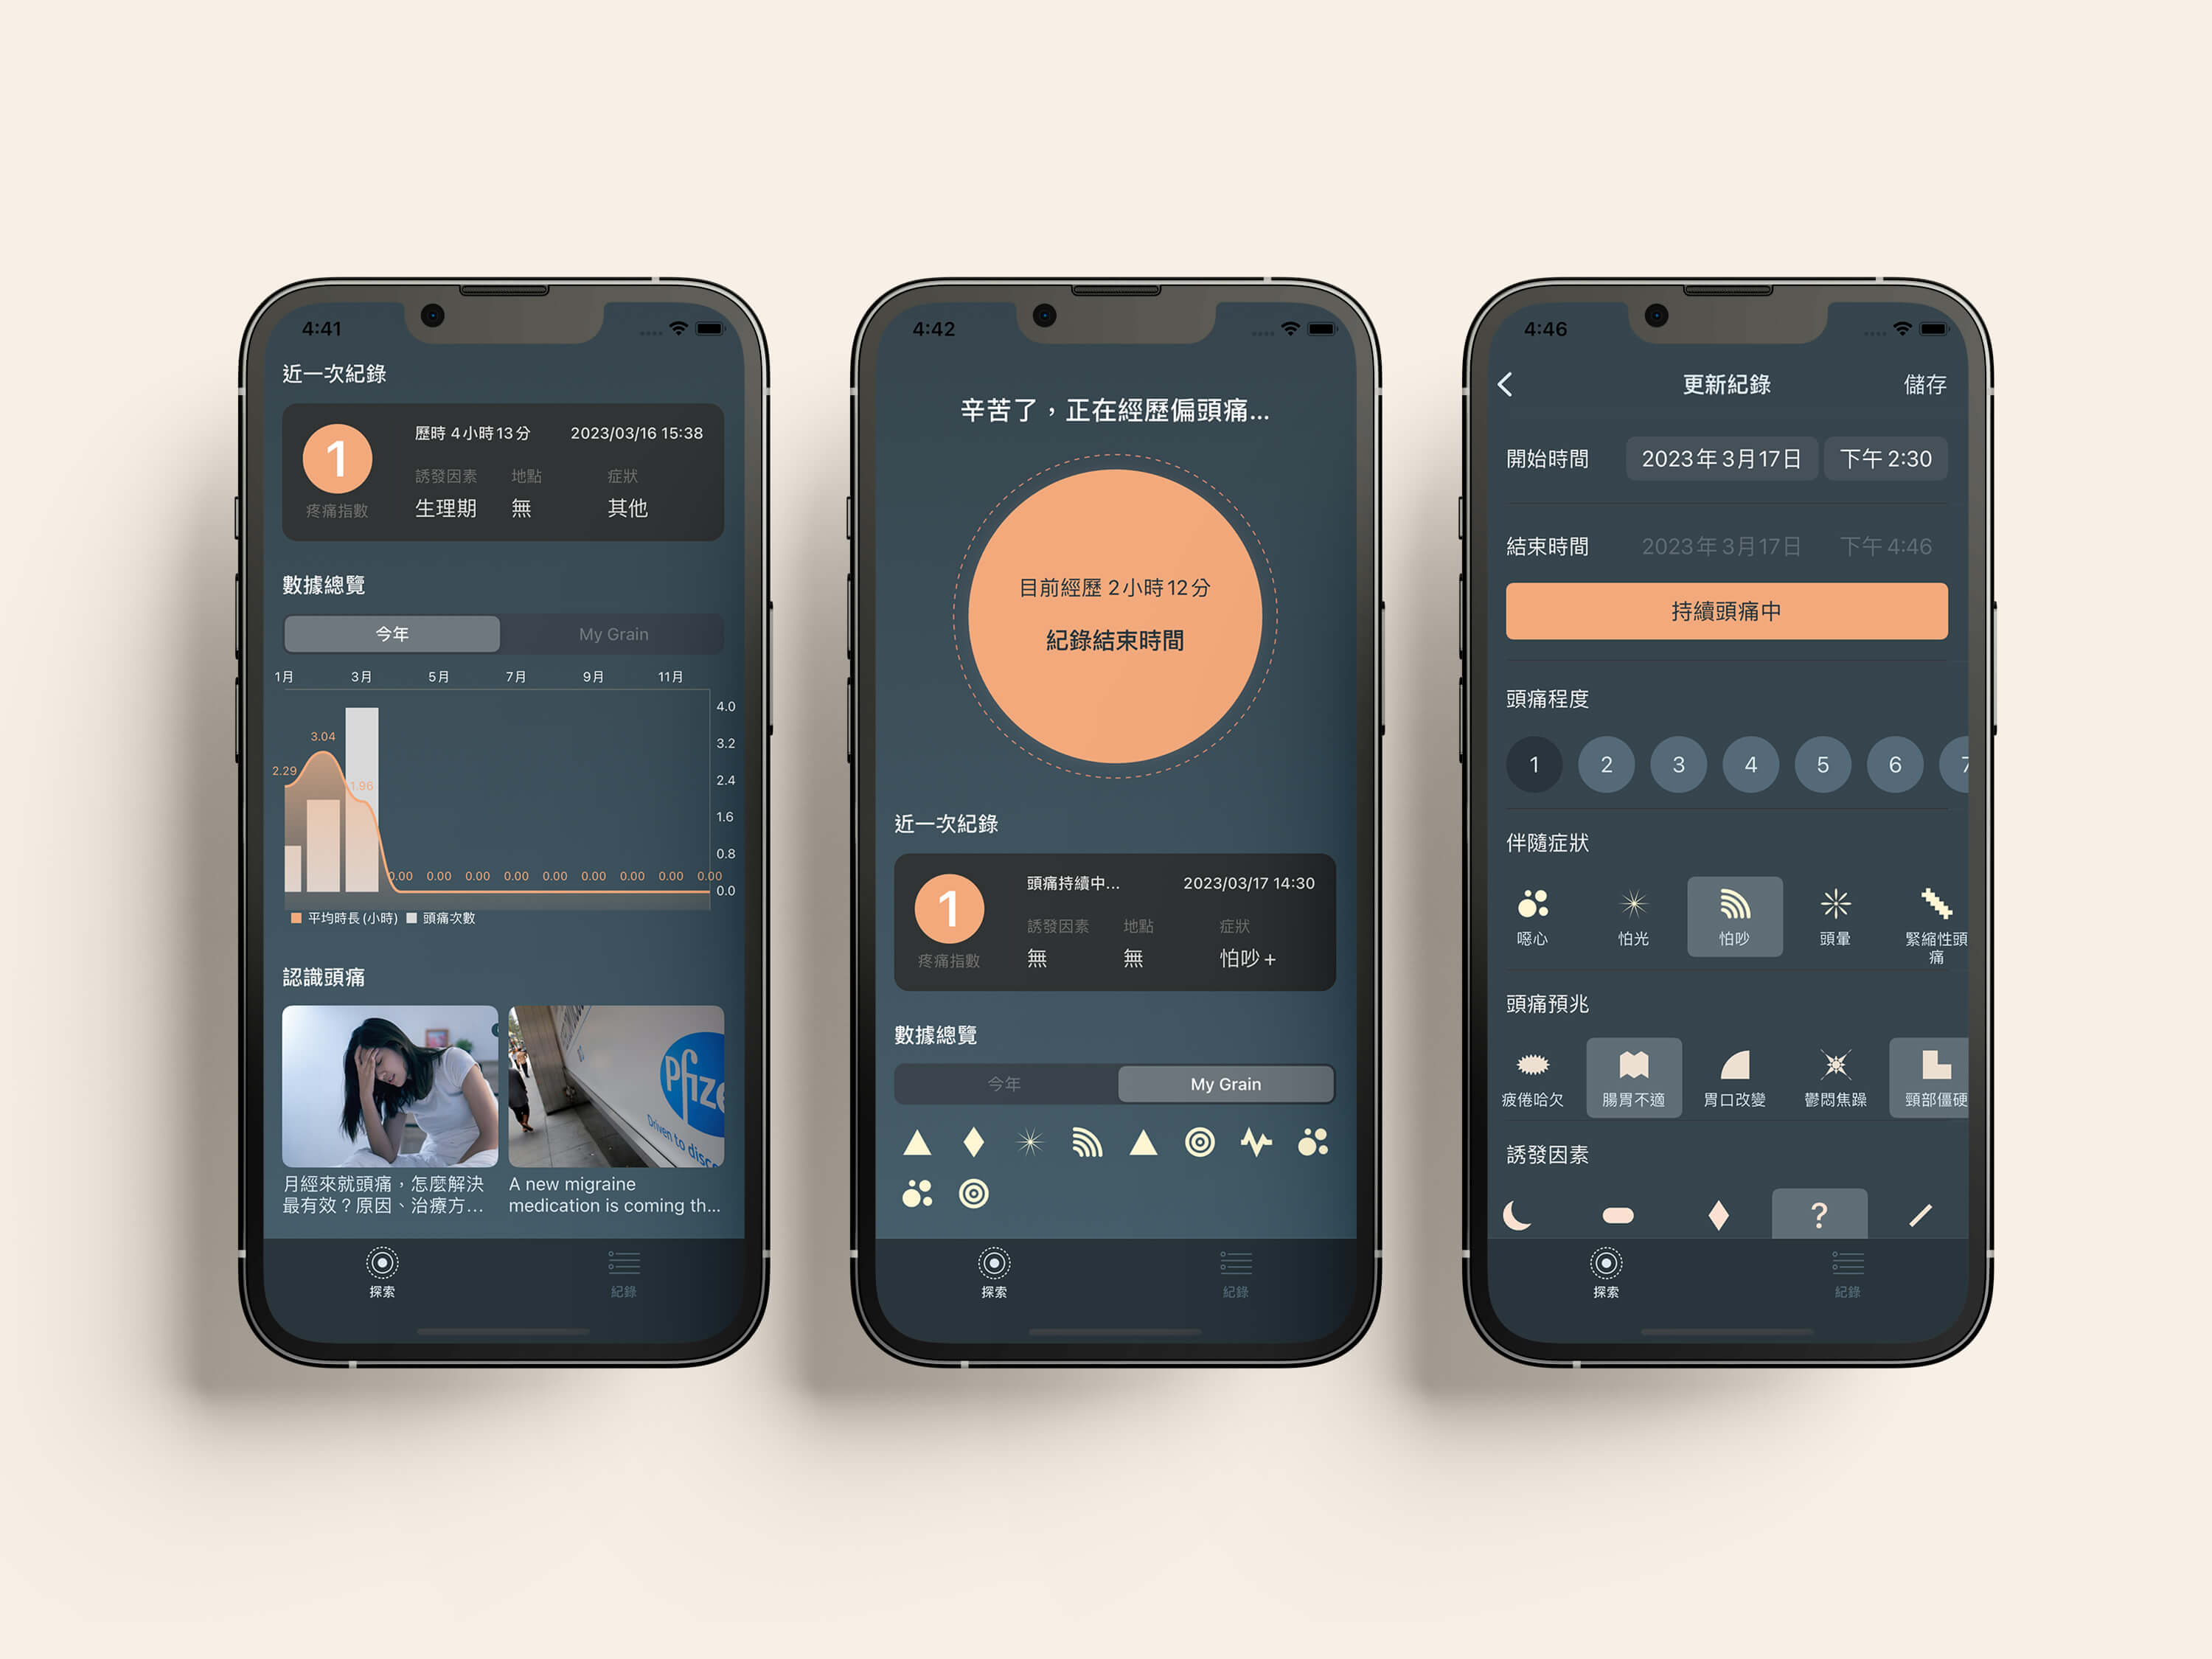 4:41
近一次紀錄
1
歷時 4小時13分 2023/03/16 15:38
誘發因素 地點 症狀
疼痛指數 生理期 無 其他
數據總覽
今年 My Grain
1月 3月 5月 7月 9月 11月
4.0
3.04
3.2
2.29
2.4
1.96
1.6
0.8
0.00 0.00 0.00 0.00 0.00 0.00 0.00 0.00 0.00
0.0
平均時長 (小時) 頭痛次數
認識頭痛
pfize
Driven to disco
月經來就頭痛，怎麼解決
最有效？原因、治療方...
A new migraine
medication is coming th...
探索 紀錄
4:42
辛苦了，正在經歷偏頭痛...
目前經歷 2小時12分
紀錄結束時間
近一次紀錄
1
頭痛持續中... 2023/03/17 14:30
誘發因素 地點 症狀
疼痛指數 無 無 怕吵+
數據總覽
今年 My Grain
探索 紀錄
4:46
更新紀錄 儲存
開始時間 2023年3月17日 下午 2:30
結束時間 2023年3月17日 下午 4:46
持續頭痛中
頭痛程度
1 2 3 4 5 6 7
伴隨症狀
噁心 怕光 怕吵 頭暈 緊縮性頭
痛
頭痛預兆
疲倦哈欠 腸胃不適 胃口改變 鬱悶焦躁 頸部僵硬
誘發因素
?
探索 紀錄